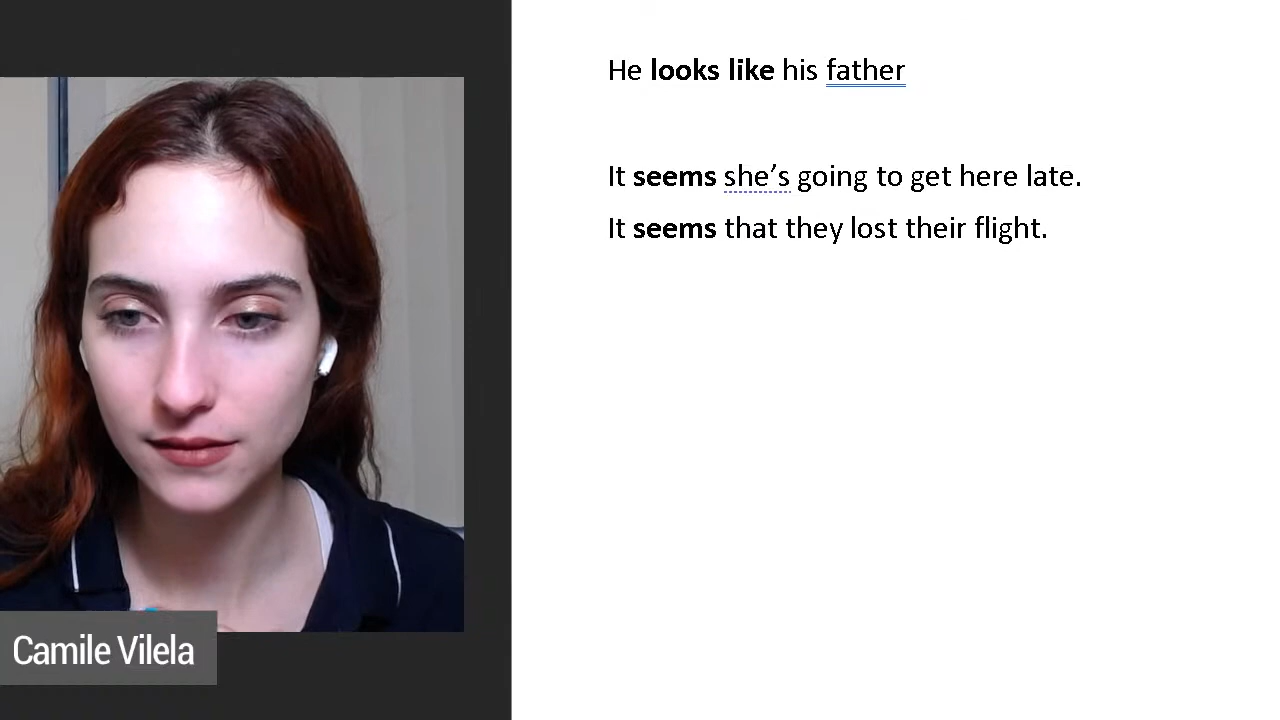 He looks like his father
It seems she’s going to get here late.
It seems that they lost their flight.
Camile Vilela